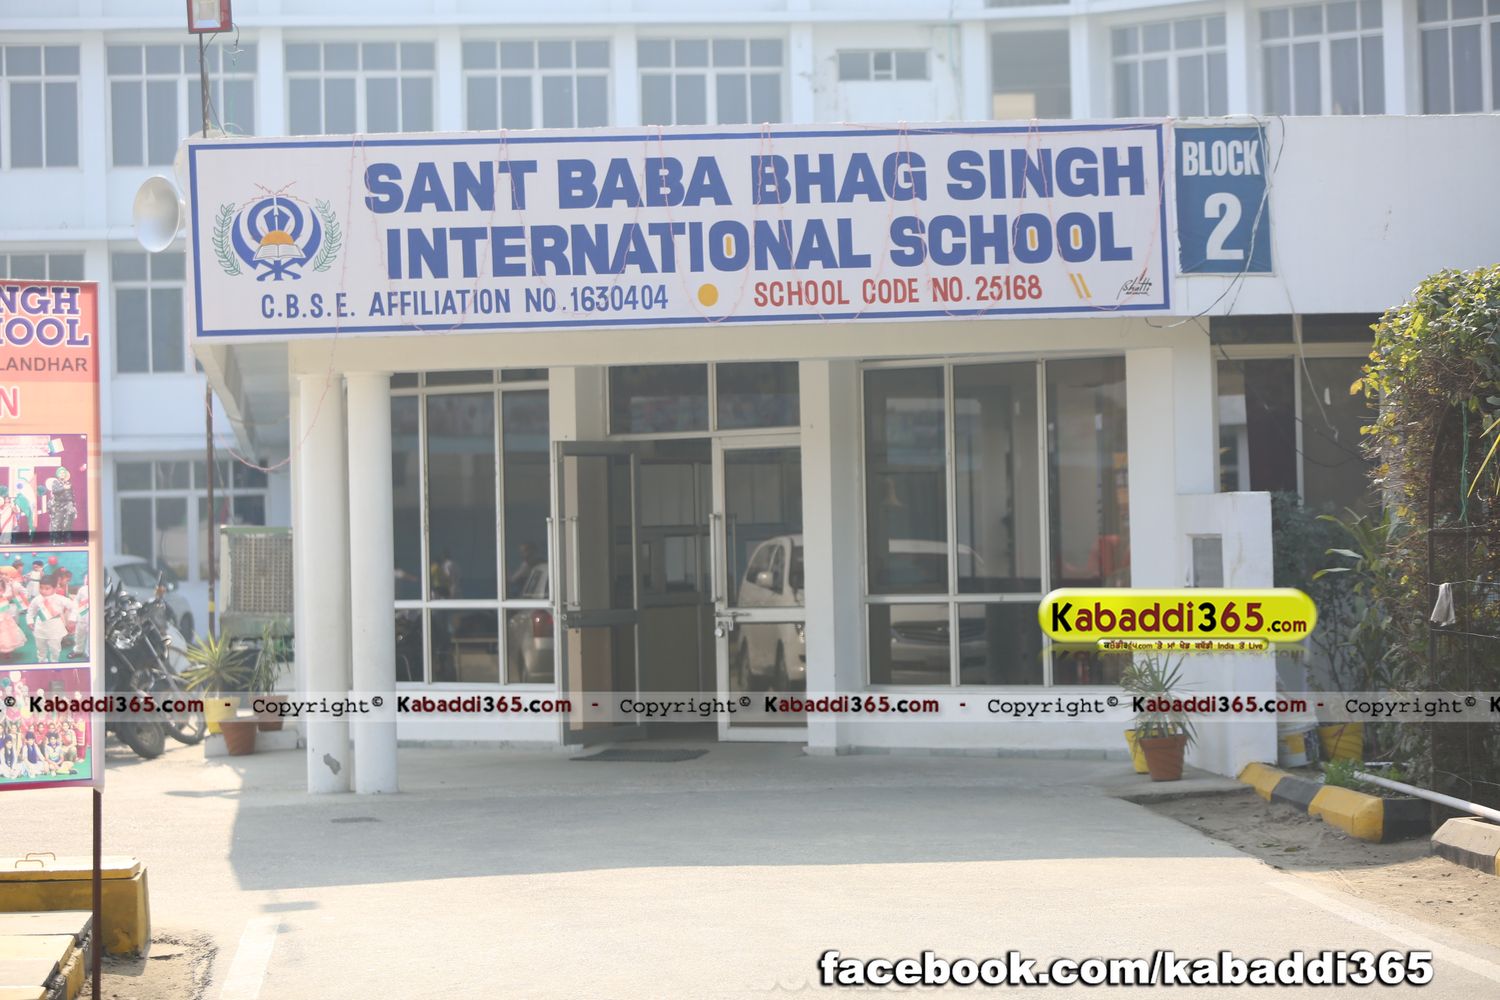 SANT BABA BHAG SINGH
INTERNATIONAL SCHOOL
C.B.S.E. AFFILIATION NO.1630404
SCHOOL CODE NO.25168
Shatti
BLOCK
2
NGH
HOOL
LANDHAR
N
Kabaddi365.com
© Kabaddi365.com - Copyright© Kabaddi365.com - Copyright© Kabaddi365.com - Copyright© Kabaddi365.com - Copyright© K
facebook.com/kabaddi365